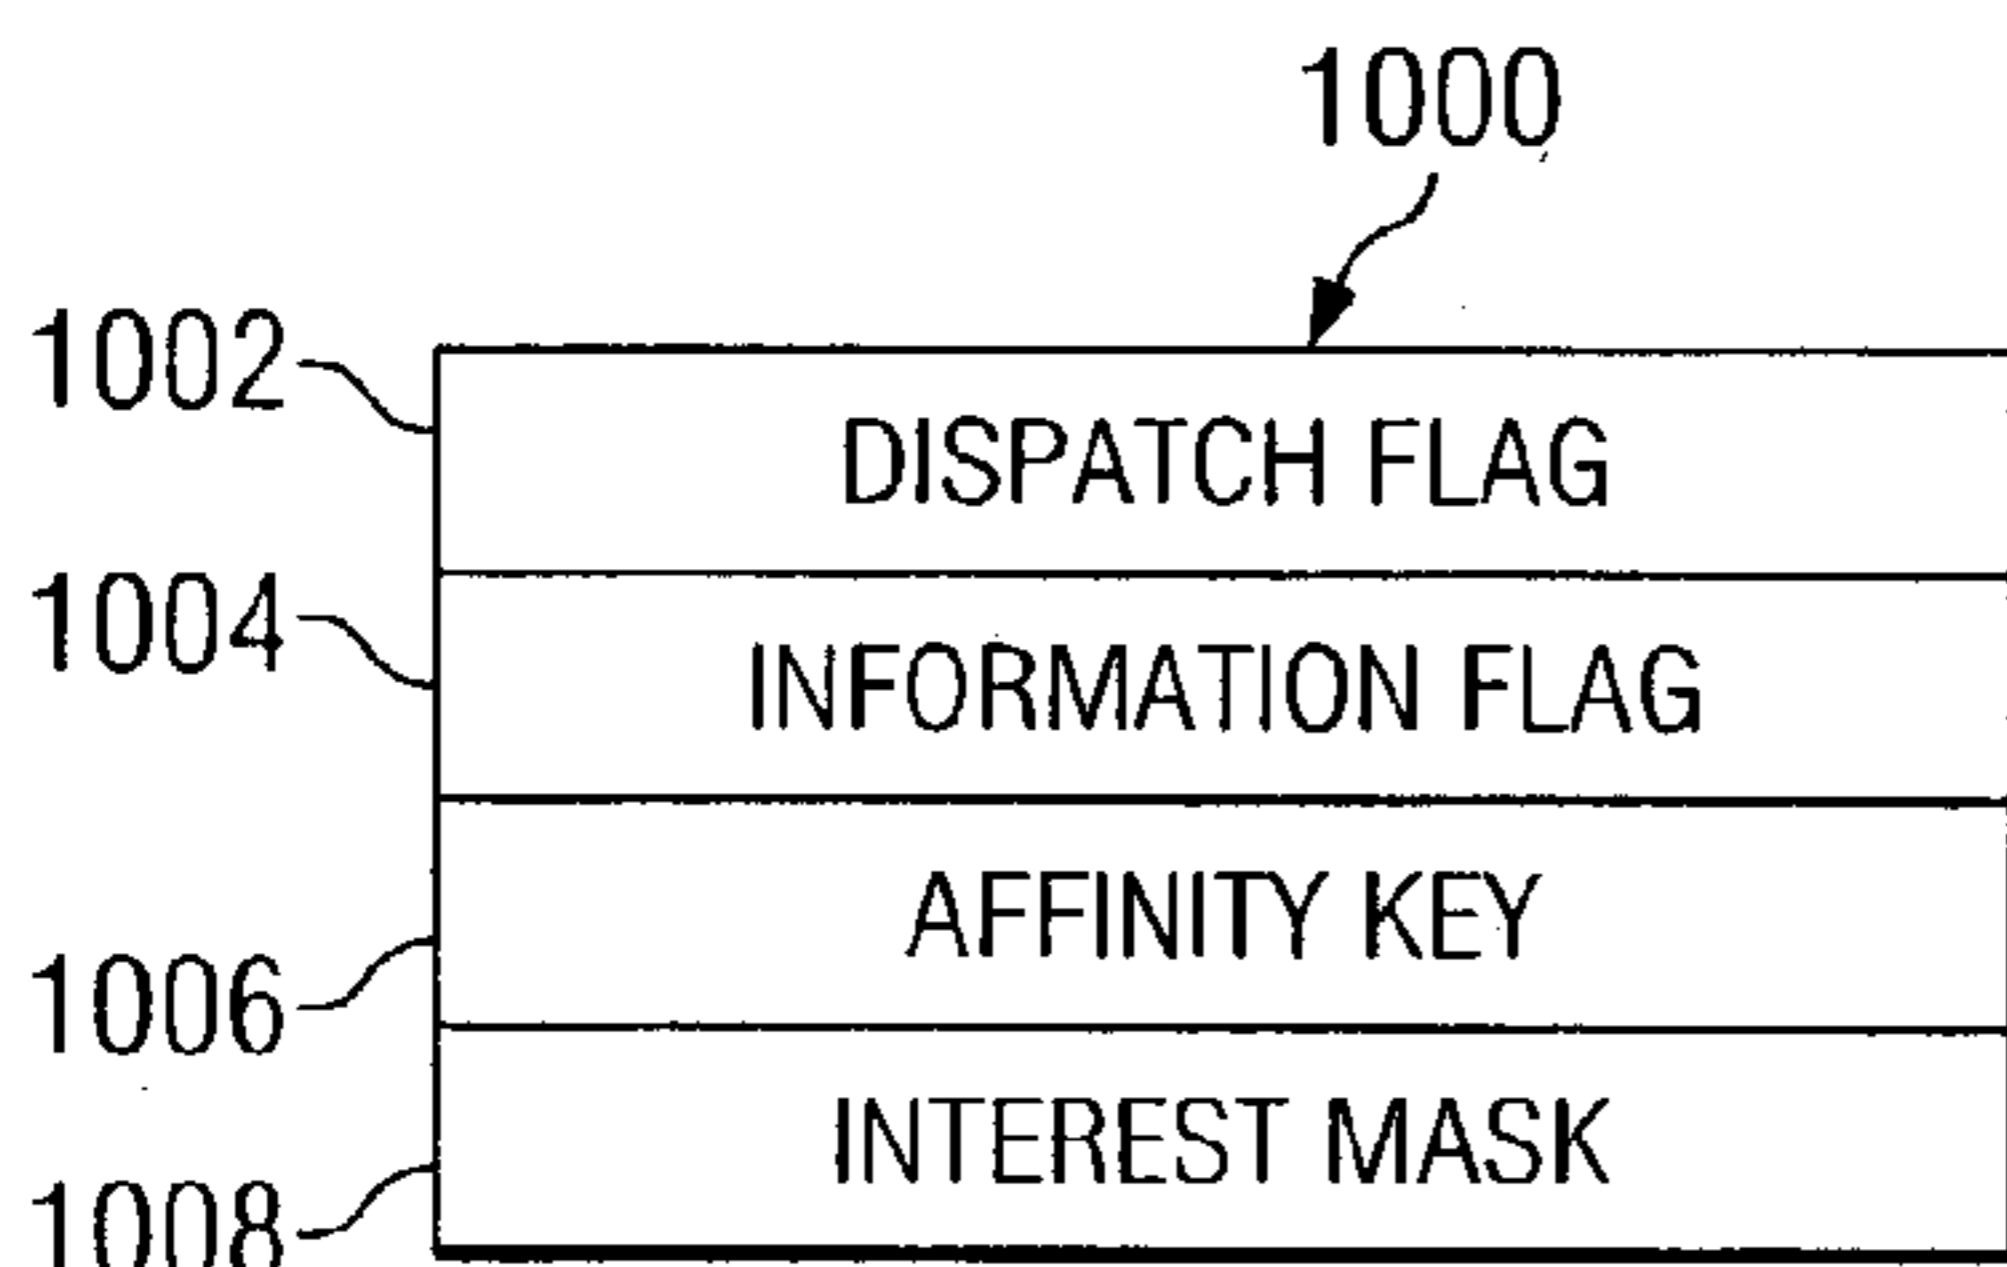 1000
1002
DISPATCH FLAG
1004
INFORMATION FLAG
AFFINITY KEY
1006
INTEREST MASK
1008